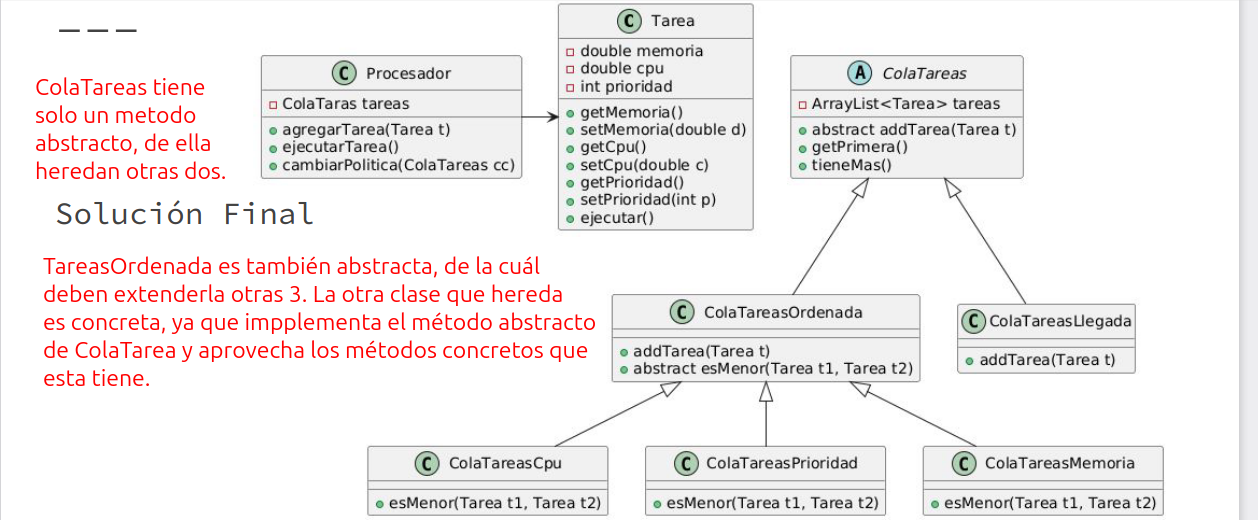 ———
ColaTareas tiene
solo un metodo
abstracto, de ella
heredan otras dos.
Solución Final
TareasOrdenada es también abstracta, de la cuál
deben extenderla otras 3. La otra clase que hereda
es concreta, ya que impplementa el método abstracto
de ColaTarea y aprovecha los métodos concretos que
esta tiene.
C Procesador
ColaTaras tareas
agregarTarea(Tarea t)
ejecutarTarea()
cambiarPolitica(ColaTareas cc)
C Tarea
double memoria
double cpu
int prioridad
getMemoria()
setMemoria(double d)
getCpu()
setCpu(double c)
getPrioridad()
setPrioridad(int p)
ejecutar()
A ColaTareas
ArrayList<Tarea> tareas
abstract addTarea(Tarea t)
getPrimera()
tieneMas()
C ColaTareasOrdenada
addTarea(Tarea t)
abstract esMenor(Tarea t1, Tarea t2)
C ColaTareasLlegada
addTarea(Tarea t)
C ColaTareasCpu
esMenor(Tarea t1, Tarea t2)
C ColaTareasPrioridad
esMenor(Tarea t1, Tarea t2)
C ColaTareasMemoria
esMenor(Tarea t1, Tarea t2)